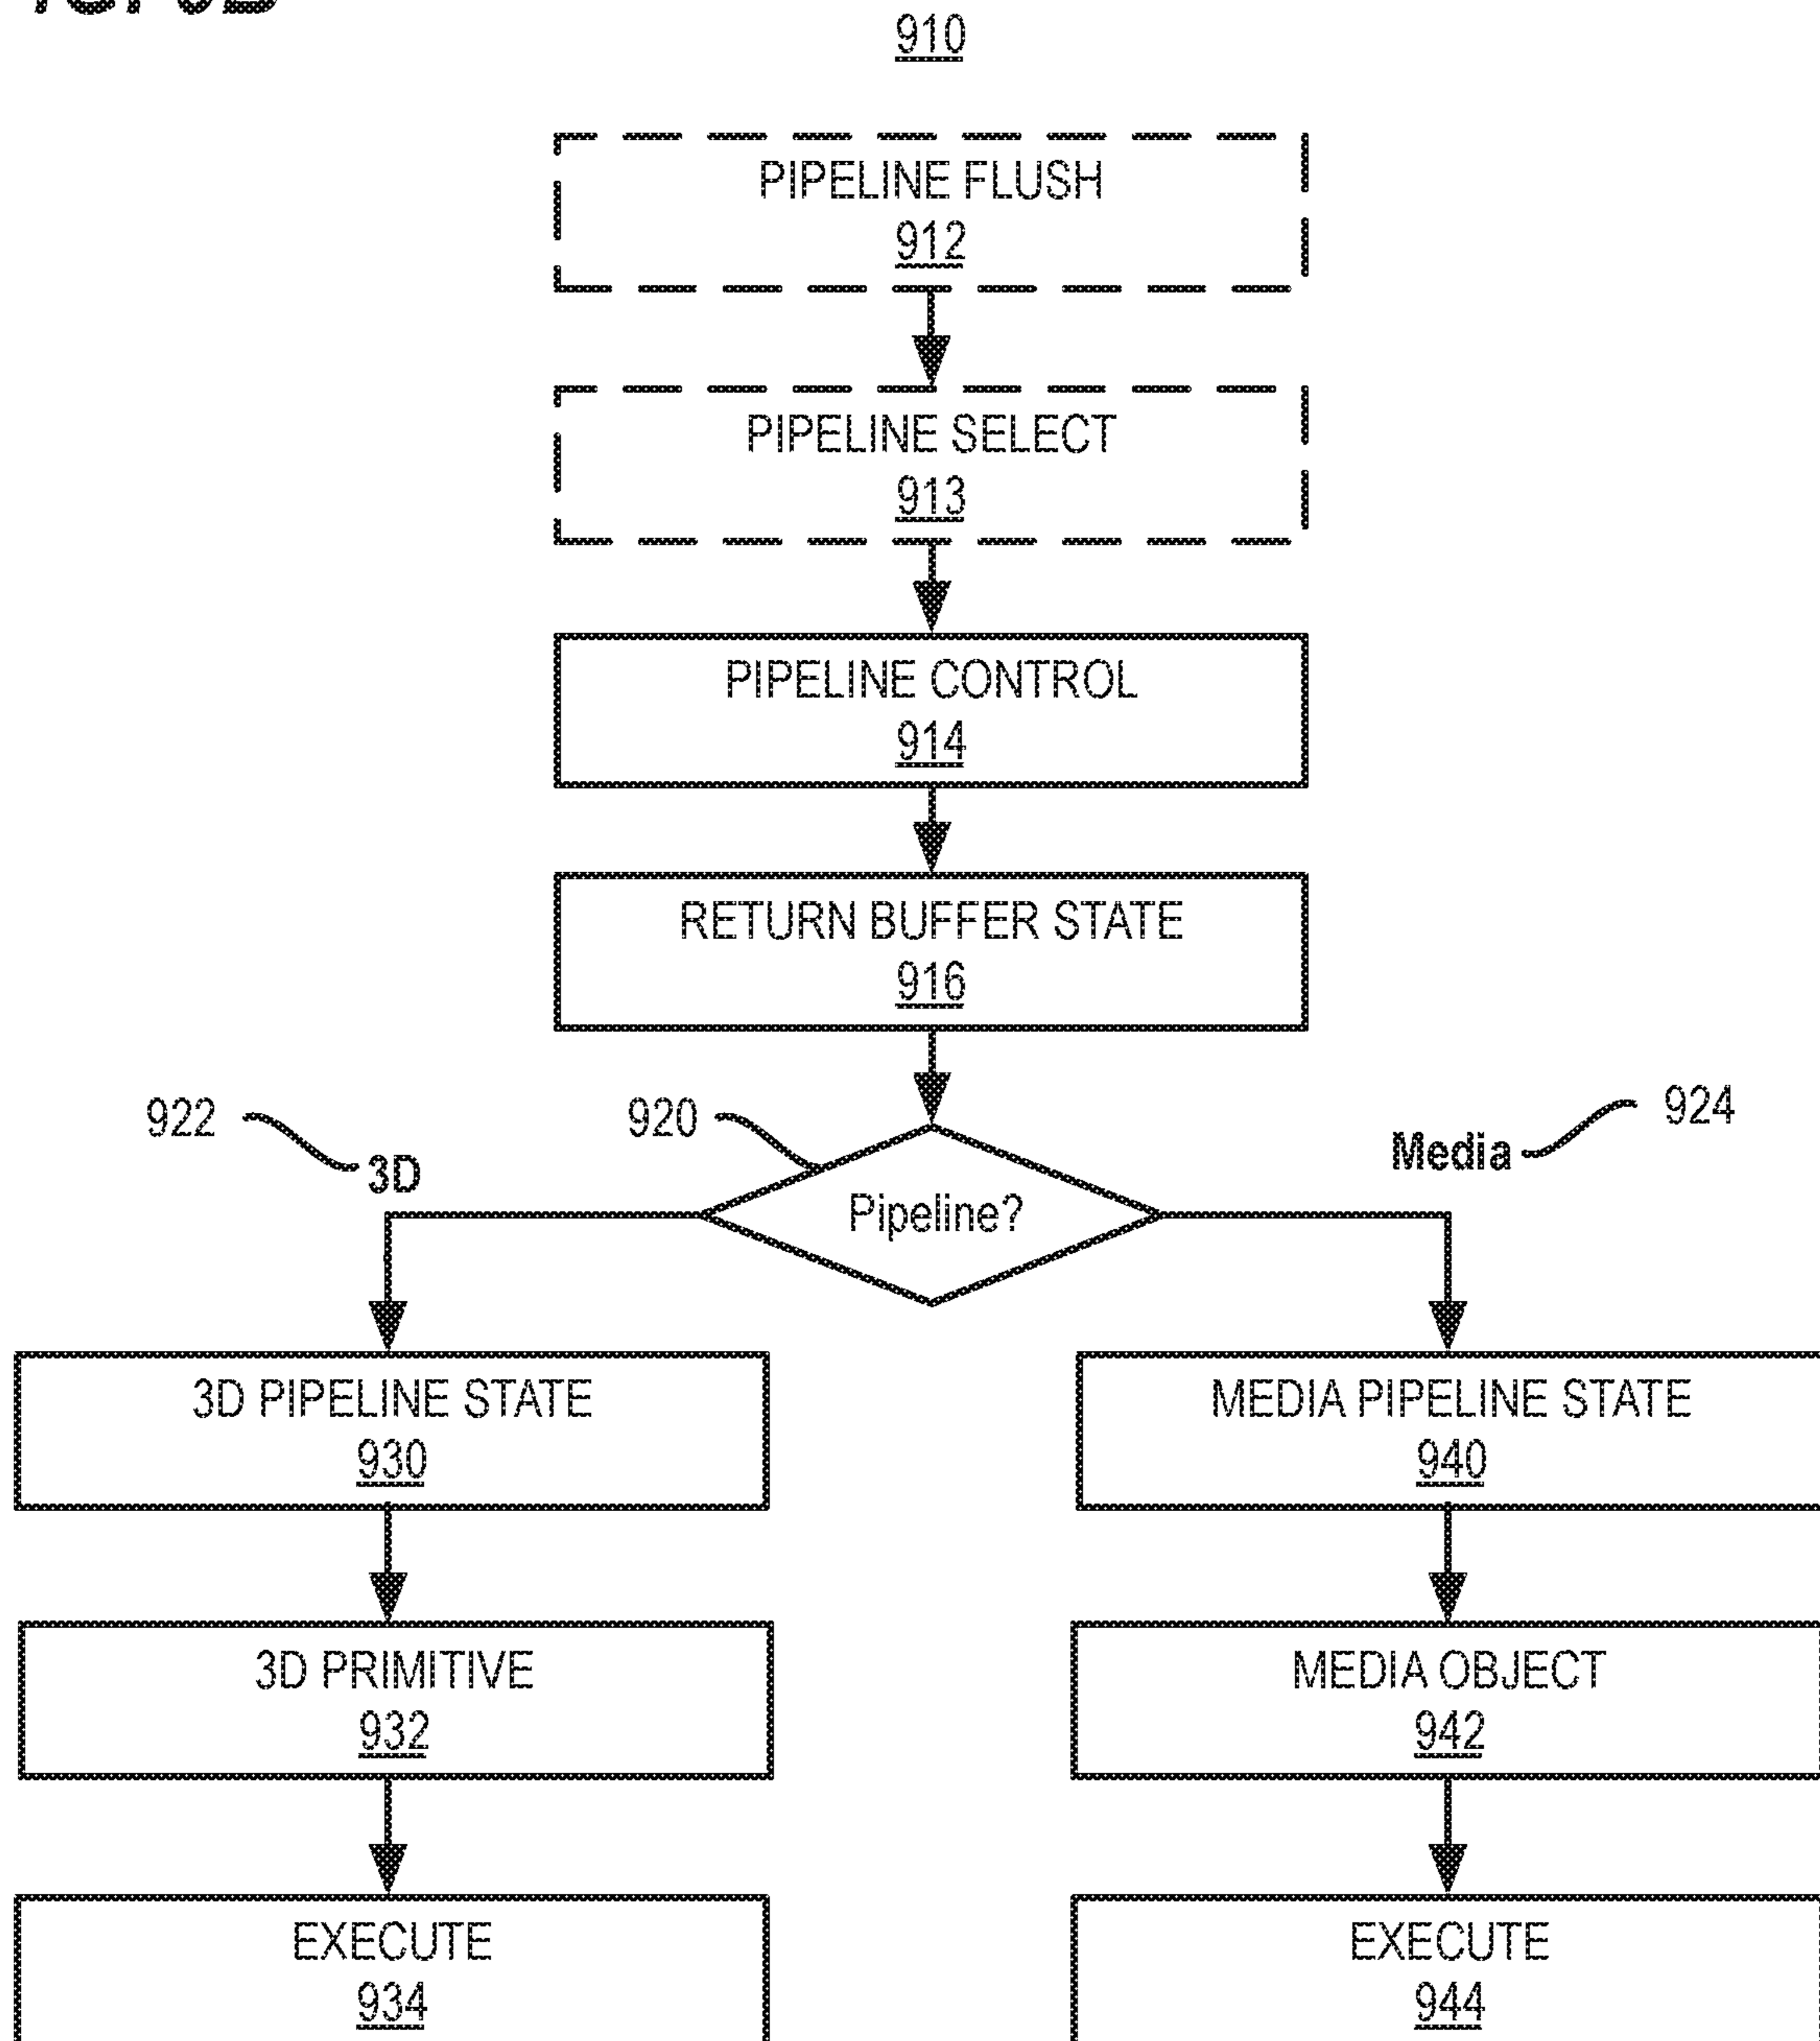 910
PIPELINE FLUSH
912
PIPELINE SELECT
913
PIPELINE CONTROL
914
RETURN BUFFER STATE
916
922
920
924
3D
Media
Pipeline?
3D PIPELINE STATE
930
MEDIA PIPELINE STATE
940
3D PRIMITIVE
932
MEDIA OBJECT
942
EXECUTE
934
EXECUTE
944